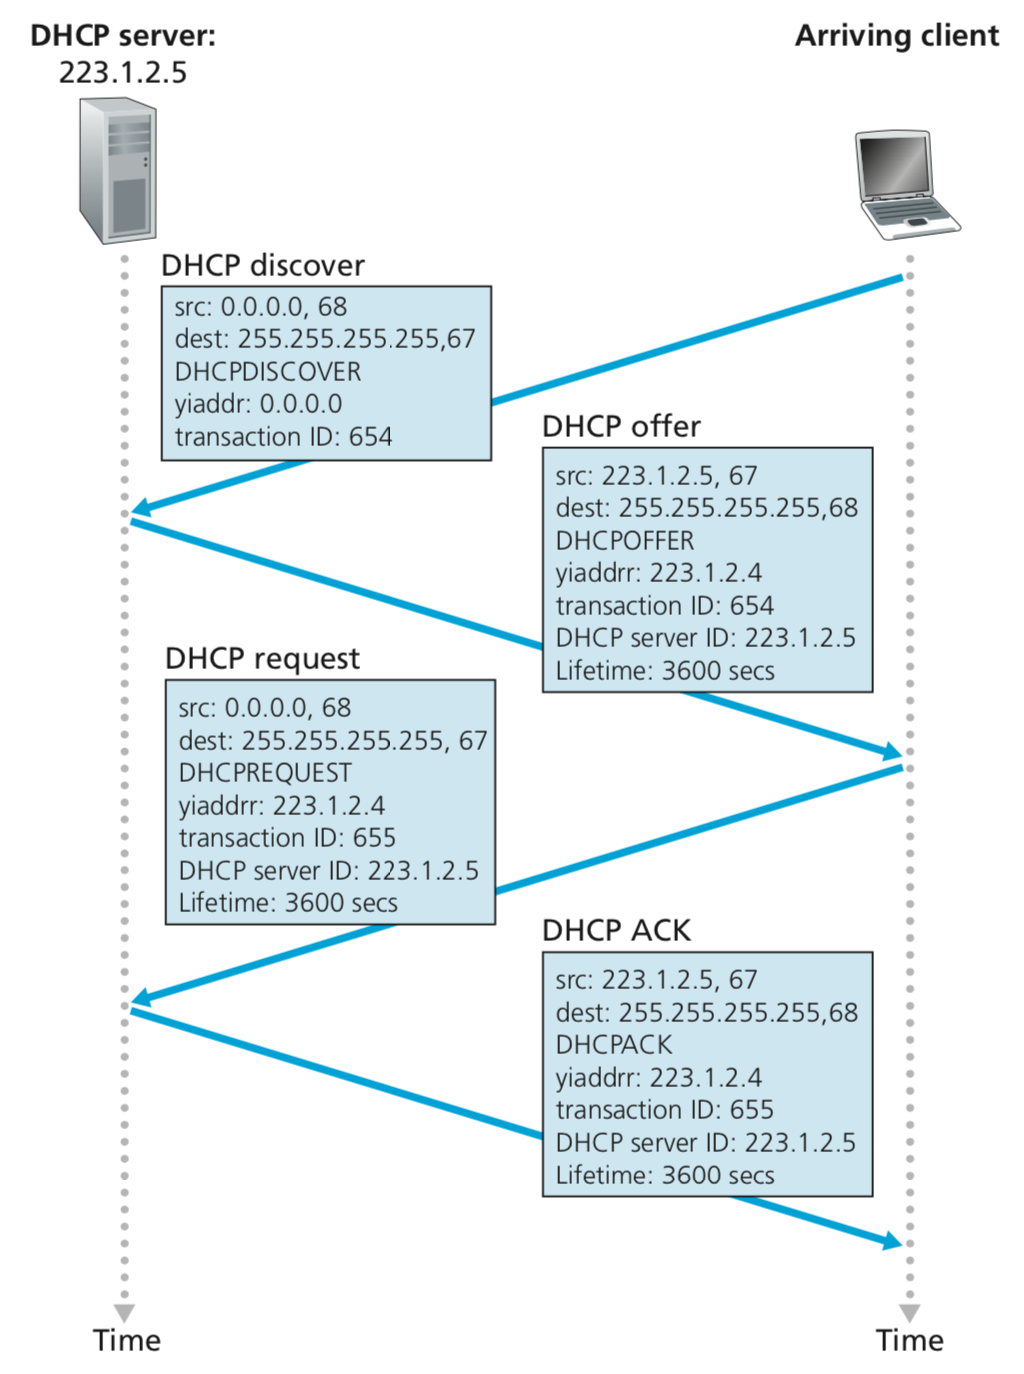 DHCP server:
223.1.2.5
Arriving client
DHCP discover
src: 0.0.0.0, 68
dest: 255.255.255.255,67
DHCPDISCOVER
yiaddr: 0.0.0.0
transaction ID: 654
DHCP offer
src: 223.1.2.5, 67
dest: 255.255.255.255,68
DHCPOFFER
yiaddrr: 223.1.2.4
transaction ID: 654
DHCP server ID: 223.1.2.5
Lifetime: 3600 secs
DHCP request
src: 0.0.0.0, 68
dest: 255.255.255.255, 67
DHCPREQUEST
yiaddrr: 223.1.2.4
transaction ID: 655
DHCP server ID: 223.1.2.5
Lifetime: 3600 secs
DHCP ACK
src: 223.1.2.5, 67
dest: 255.255.255.255,68
DHCPACK
yiaddrr: 223.1.2.4
transaction ID: 655
DHCP server ID: 223.1.2.5
Lifetime: 3600 secs
Time
Time